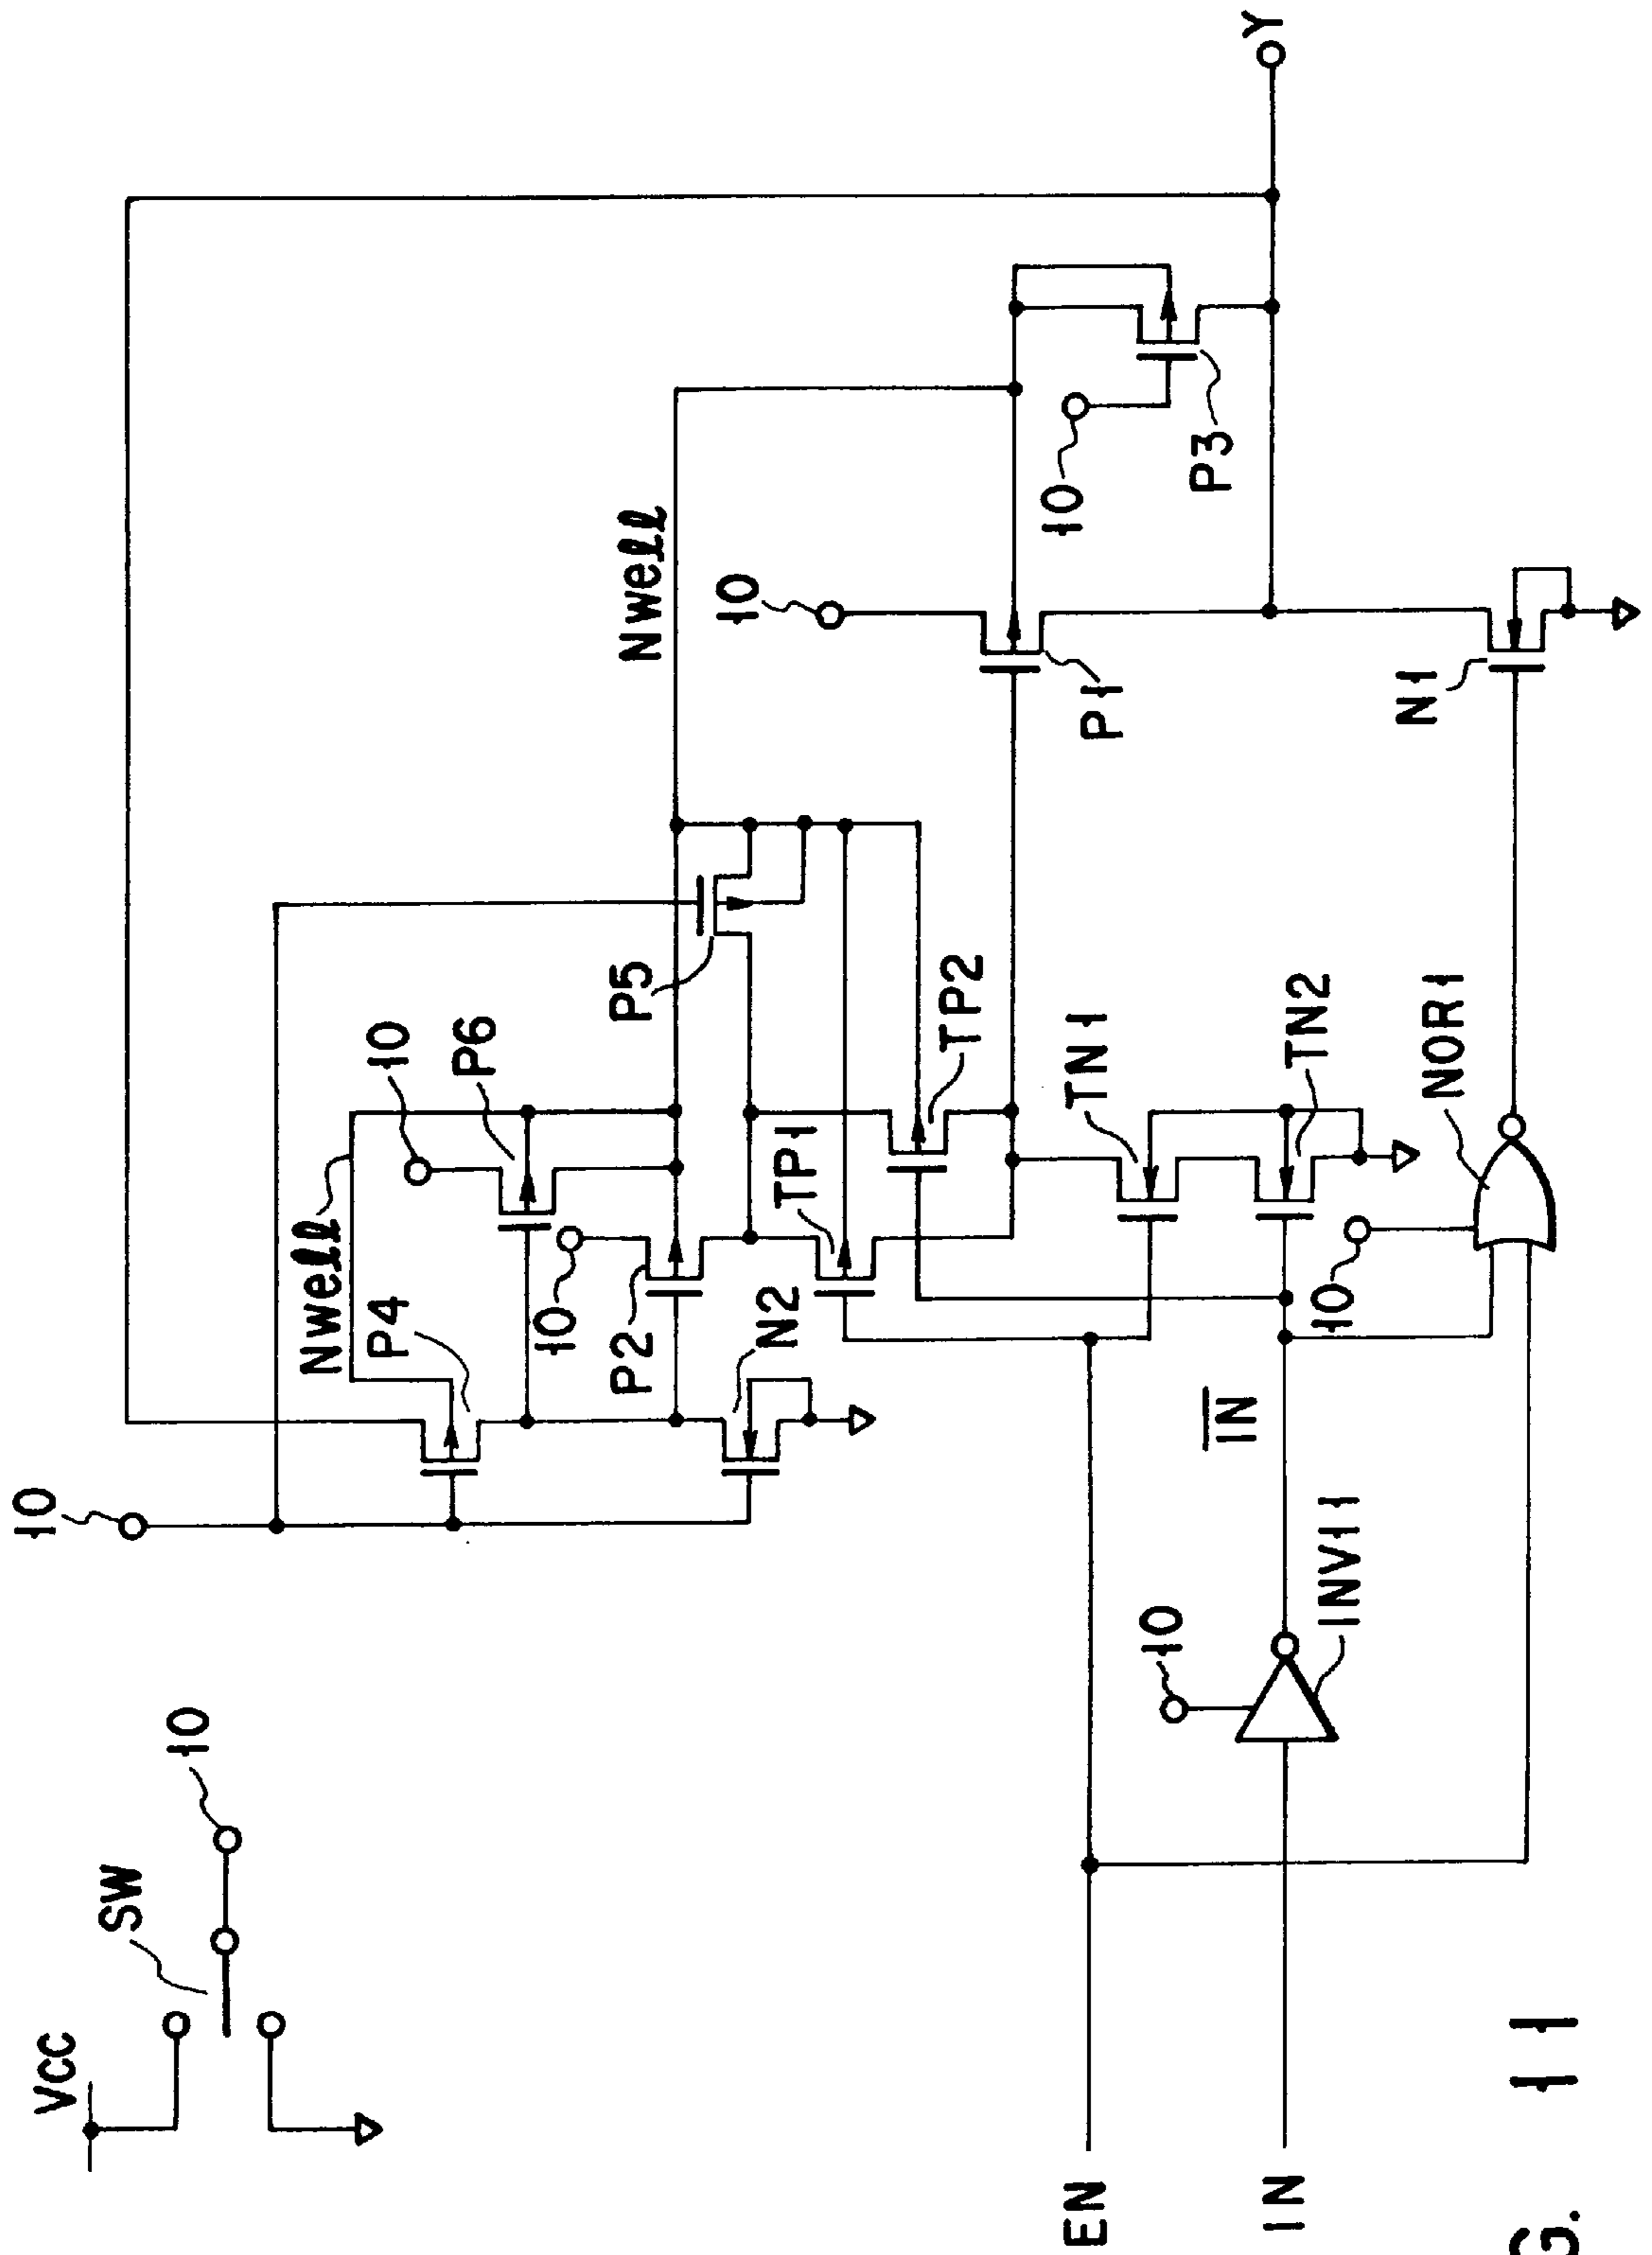 Vcc
10
SW
10
Nwell
P4
10
P6
10
P2
P5
Nwell
10
N2
TP1
TP2
10
EN
TN1
P1
10
P3
I̅N̅
Y
IN
TN2
10
INV11
N1
NOR1
G. 11